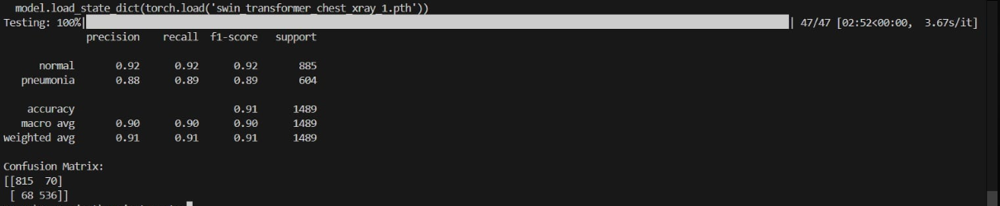 model.load_state_dict(torch.load('swin_transformer_chest_xray_1.pth'))
Testing: 100%| | 47/47 [02:52<00:00, 3.67s/it]
precision recall f1-score support
normal 0.92 0.92 0.92 885
pneumonia 0.88 0.89 0.89 604
accuracy 0.91 1489
macro avg 0.90 0.90 0.90 1489
weighted avg 0.91 0.91 0.91 1489
Confusion Matrix:
[[815 70]
[ 68 536]]